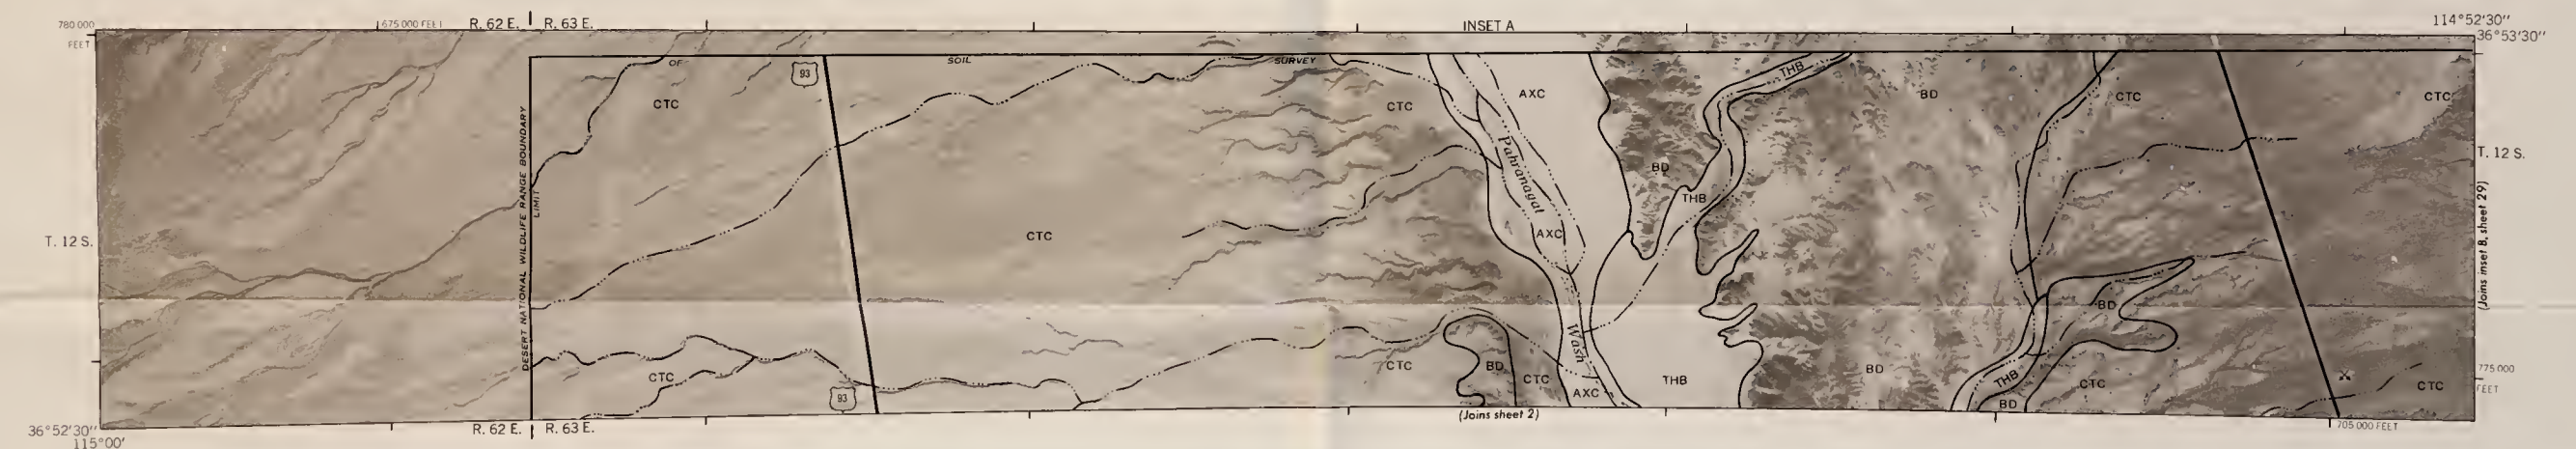 780 000
FEET
675 000 FEET
R. 62 E. R. 63 E.
INSET A
114°52'30"
36°53'30"
LIMIT OF SOIL SURVEY
93
CTC
CTC
AXC
THB
BD
CTC
CTC
DESERT NATIONAL WILDLIFE RANGE BOUNDARY
T. 12 S.
T. 12 S.
Pahranagat Wash
BD
THB
CTC
AXC
(Joins inset B, sheet 29)
BD
CTC
93
CTC
BD
CTC
AXC
THB
BD
THB
BD
CTC
CTC
775 000
FEET
36°52'30"
115°00'
R. 62 E. R. 63 E.
(Joins sheet 2)
705 000 FEET